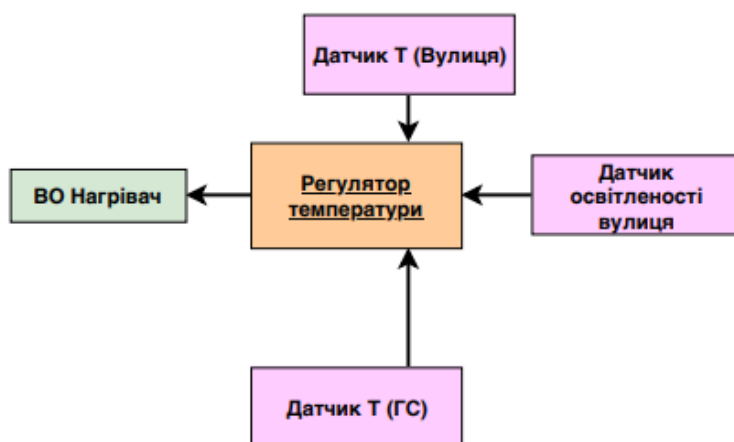 Датчик Т (Вулиця)
ВО Нагрівач
Регулятор
температури
Датчик
освітленості
вулиця
Датчик Т (ГС)